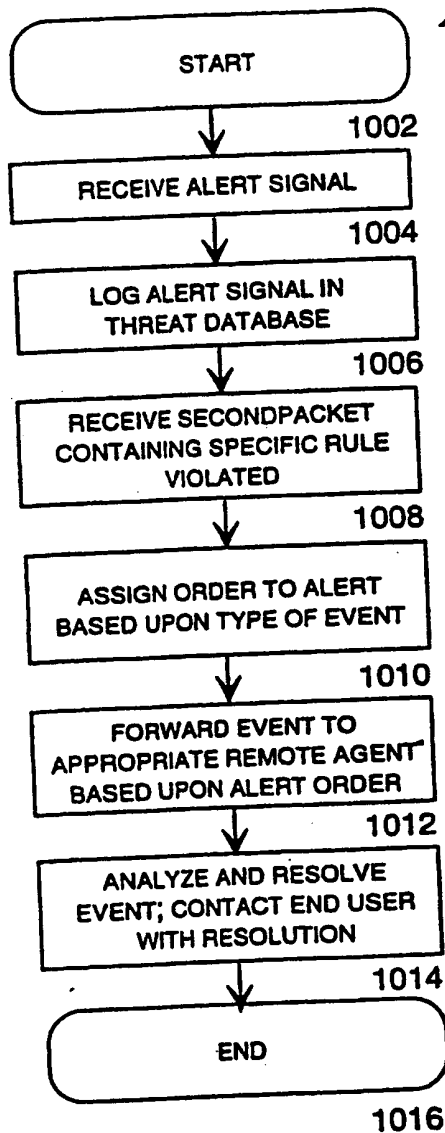 START
1002
RECEIVE ALERT SIGNAL
1004
LOG ALERT SIGNAL IN
THREAT DATABASE
1006
RECEIVE SECONDPACKET
CONTAINING SPECIFIC RULE
VIOLATED
1008
ASSIGN ORDER TO ALERT
BASED UPON TYPE OF EVENT
1010
FORWARD EVENT TO
APPROPRIATE REMOTE AGENT
BASED UPON ALERT ORDER
1012
ANALYZE AND RESOLVE
EVENT; CONTACT END USER
WITH RESOLUTION
1014
END
1016